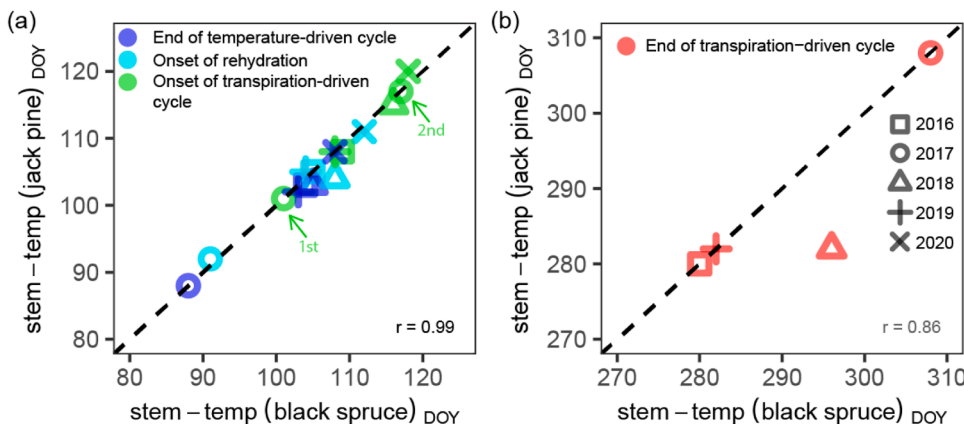 (a)
End of temperature-driven cycle
Onset of rehydration
Onset of transpiration-driven
cycle
120
110
100
90
80
2nd
1st
r = 0.99
80 90 100 110 120
stem−temp (black spruce) DOY
stem−temp (jack pine) DOY
(b)
End of transpiration−driven cycle
310
300
290
280
270
2016
2017
2018
2019
2020
r = 0.86
270 280 290 300 310
stem−temp (black spruce) DOY
stem−temp (jack pine) DOY